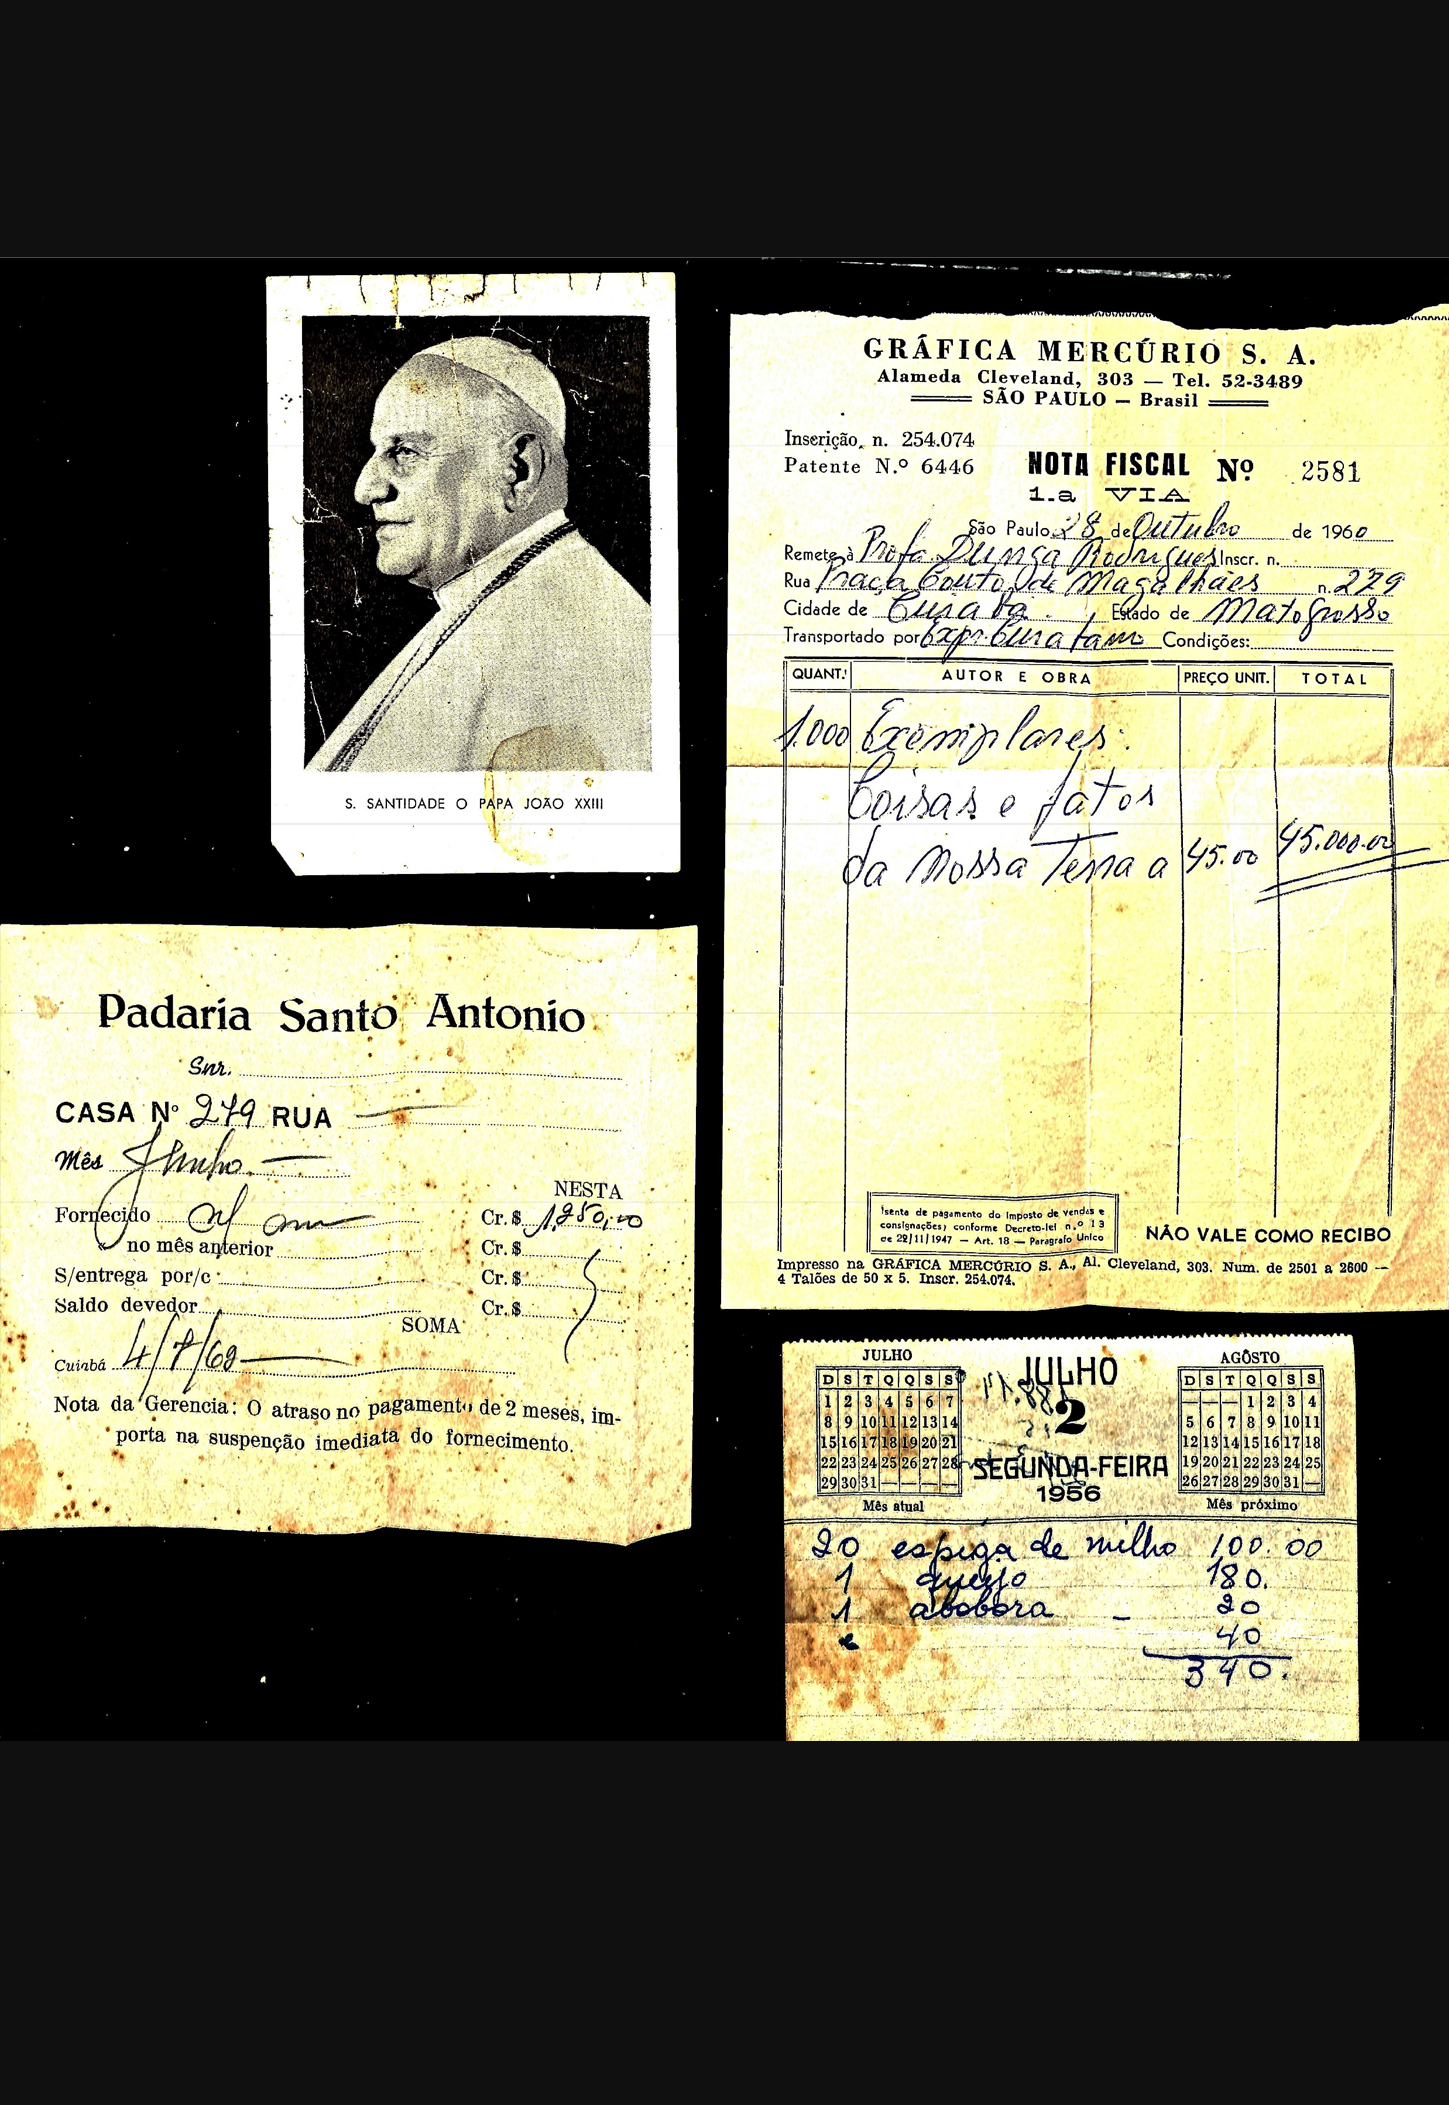 S. SANTIDADE O PAPA JOÃO XXIII
GRÁFICA MERCÚRIO S. A.
Alameda Cleveland, 303 — Tel. 52-3489
SÃO PAULO — Brasil
Inserição, n. 254.074
Patente N.º 6446
NOTA FISCAL Nº 2581
1.a VIA
São Paulo 28 de Outubro de 1960
Remete à Profa Dunga Rodrigues Inscr. n.
Rua Praça Couto de Magalhães n. 229
Cidade de Cuiabá Estado de Mato Grosso
Transportado por Condições:
QUANT. AUTOR E OBRA PREÇO UNIT. TOTAL
1.000 Exemplares:
Coisas e fatos
da Nossa Terra a 45.00 45.000.00
Isenta de pagamento do Imposto de vendas e
consignações, conforme Decreto-lei n.º 13
de 22/11/1947 — Art. 18 — Paragrafo Unico
NÃO VALE COMO RECIBO
Impresso na GRÁFICA MERCÚRIO S. A., Al. Cleveland, 303. Num. de 2501 a 2600 —
4 Talões de 50 x 5. Inscr. 254.074.
Padaria Santo Antonio
Snr.
CASA Nº 279 RUA
Mês Junho
NESTA
Fornecido Cr. $ 1,250,00
no mês anterior Cr. $
S/entrega por/c Cr. $
Saldo devedor Cr. $
SOMA
Cuiabá 4/7/62
Nota da Gerencia: O atraso no pagamento de 2 meses, im-
porta na suspenção imediata do fornecimento.
JULHO
D S T Q Q S S
1 2 3 4 5 6 7
8 9 10 11 12 13 14
15 16 17 18 19 20 21
22 23 24 25 26 27 28
29 30 31 — — — —
Mês atual
JULHO
2
SEGUNDA-FEIRA
1956
AGÔSTO
D S T Q Q S S
— — — 1 2 3 4
5 6 7 8 9 10 11
12 13 14 15 16 17 18
19 20 21 22 23 24 25
26 27 28 29 30 31 —
Mês próximo
20 espiga de milho 100.00
1 queijo 180.
1 abobora — 20
40
340.